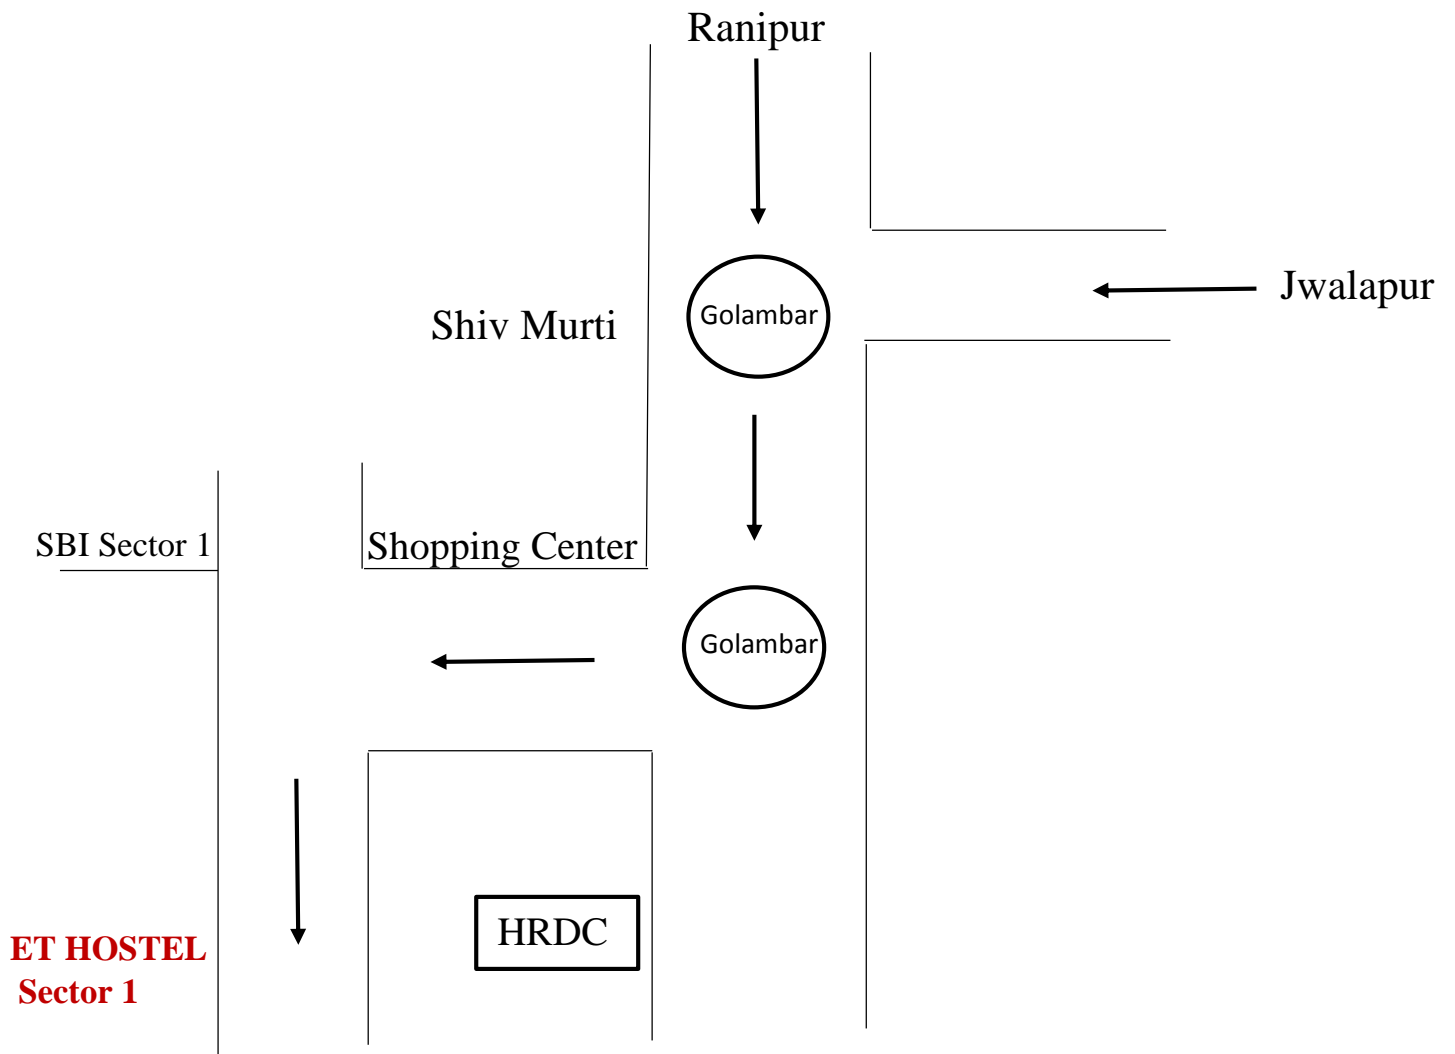 Ranipur
Jwalapur
Golambar
Shiv Murti
SBI Sector 1
Shopping Center
Golambar
HRDC
ET HOSTEL
Sector 1